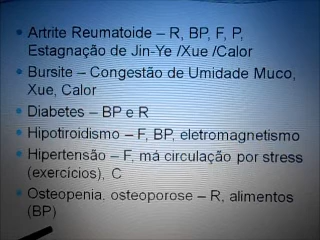 Artrite Reumatoide – R, BP, F, P,
Estagnação de Jin-Ye /Xue /Calor
Bursite – Congestão de Umidade Muco,
Xue, Calor
Diabetes – BP e R
Hipotiroidismo – F, BP, eletromagnetismo
Hipertensão – F, má circulação por stress
(exercícios), C
Osteopenia. osteoporose – R, alimentos
(BP)